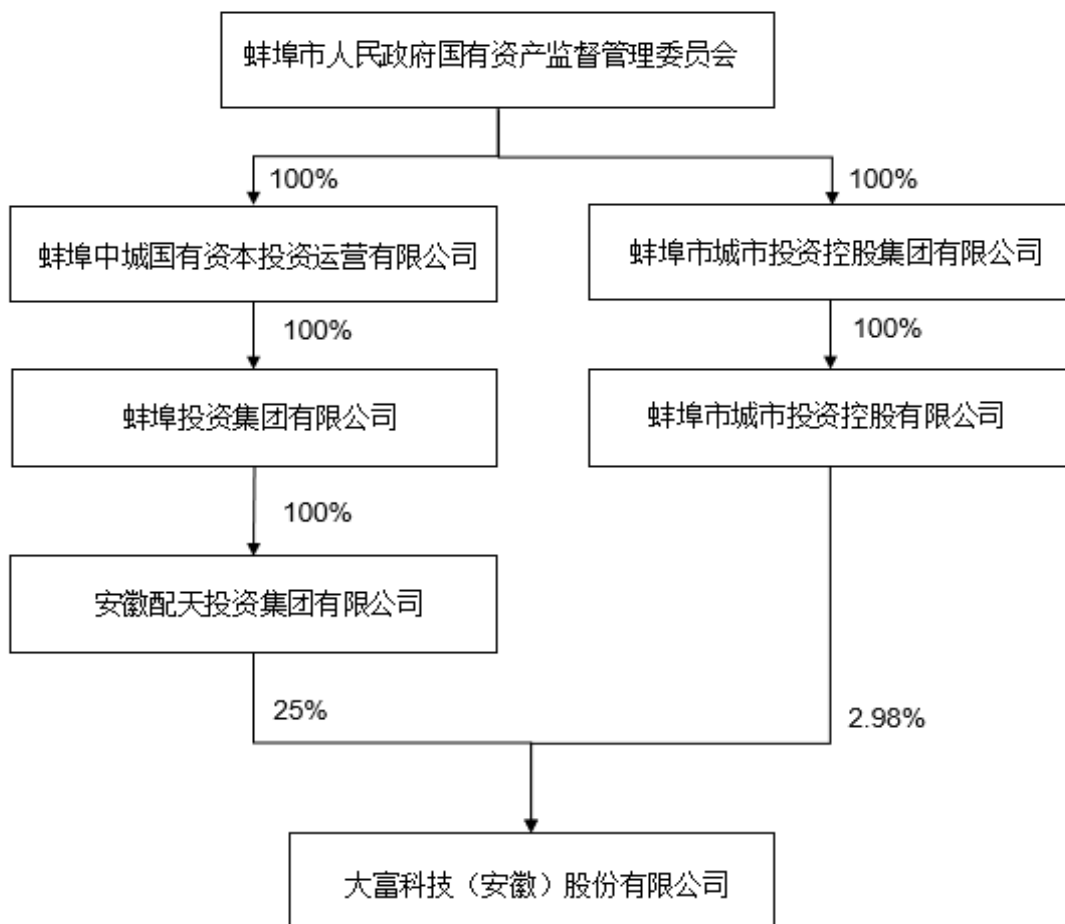 蚌埠市人民政府国有资产监督管理委员会
100%
100%
蚌埠中城国有资本投资运营有限公司
蚌埠市城市投资控股集团有限公司
100%
100%
蚌埠投资集团有限公司
蚌埠市城市投资控股有限公司
100%
安徽配天投资集团有限公司
25%
2.98%
大富科技（安徽）股份有限公司